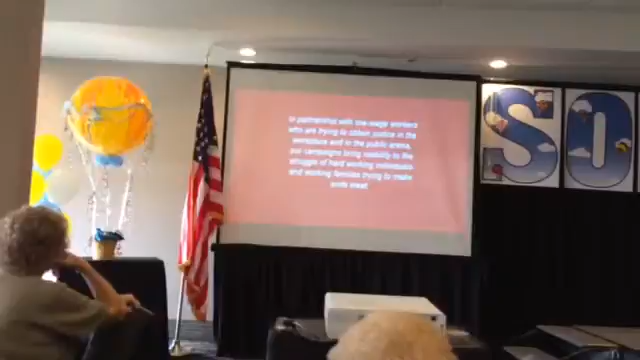 In partnership with low-wage workers
who are trying to obtain justice in the
workplace and in the public arena,
our campaigns bring visibility to the
struggle of hard working individuals
and working families trying to make
ends meet
SO